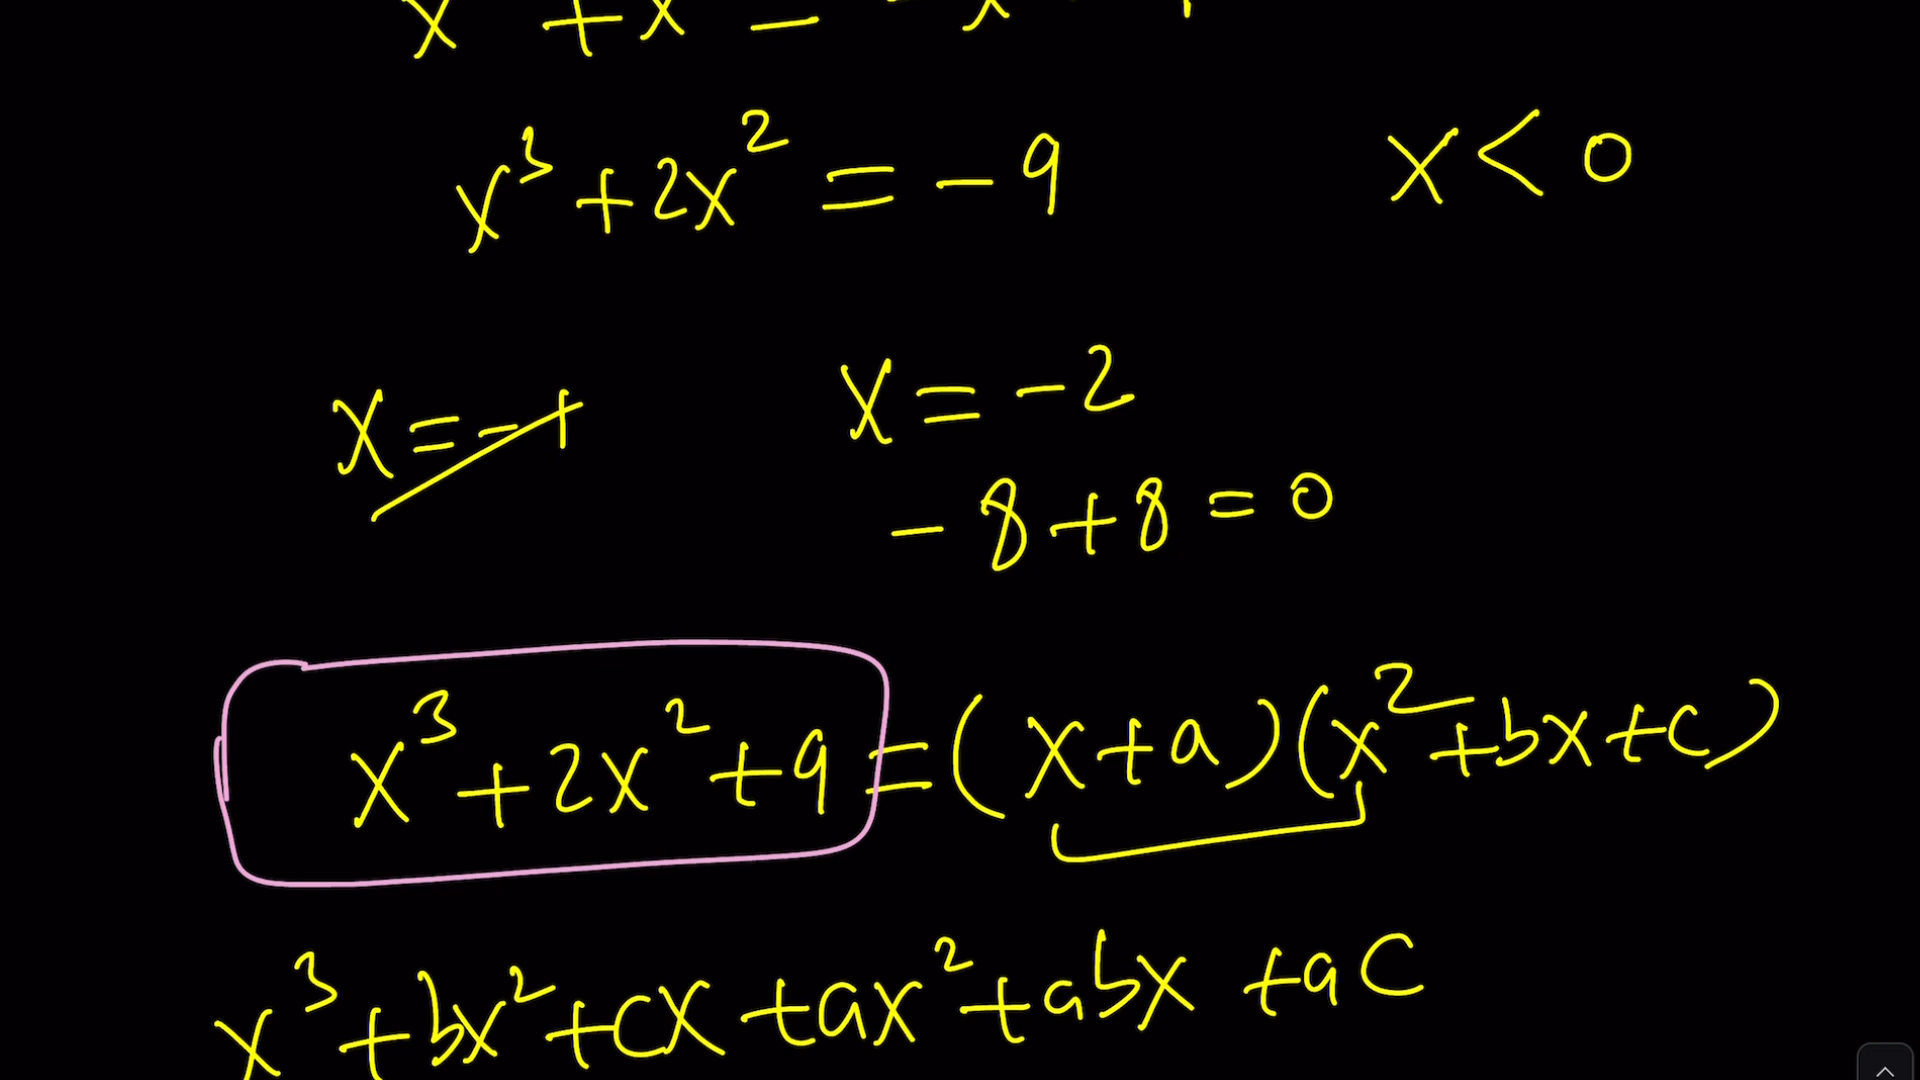 x + x = - x
x³ + 2x² = - 9
x < 0
x = - 1
x = - 2
- 8 + 8 = 0
x³ + 2x² + 9 = (x + a)(x² + bx + c)
x³ + bx² + cx + ax² + abx + ac